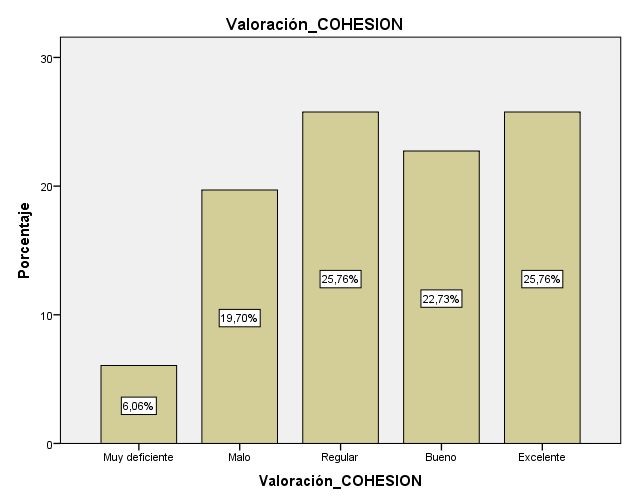 Valoración_COHESION
30
20
10
0
Porcentaje
6,06%
19,70%
25,76%
22,73%
25,76%
Muy deficiente
Malo
Regular
Bueno
Excelente
Valoración_COHESION